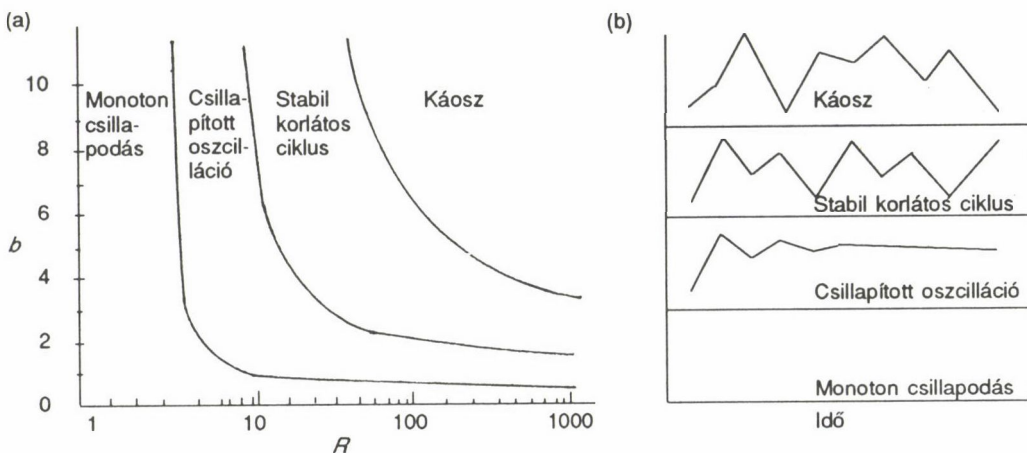 (a)
10
8
6
b
4
2
0
Monoton
csilla-
podás
Csilla-
pított
oszcil-
láció
Stabil
korlátos
ciklus
Káosz
1
10
100
1000
R
(b)
Káosz
Stabil korlátos ciklus
Csillapított oszcilláció
Monoton csillapodás
Idő